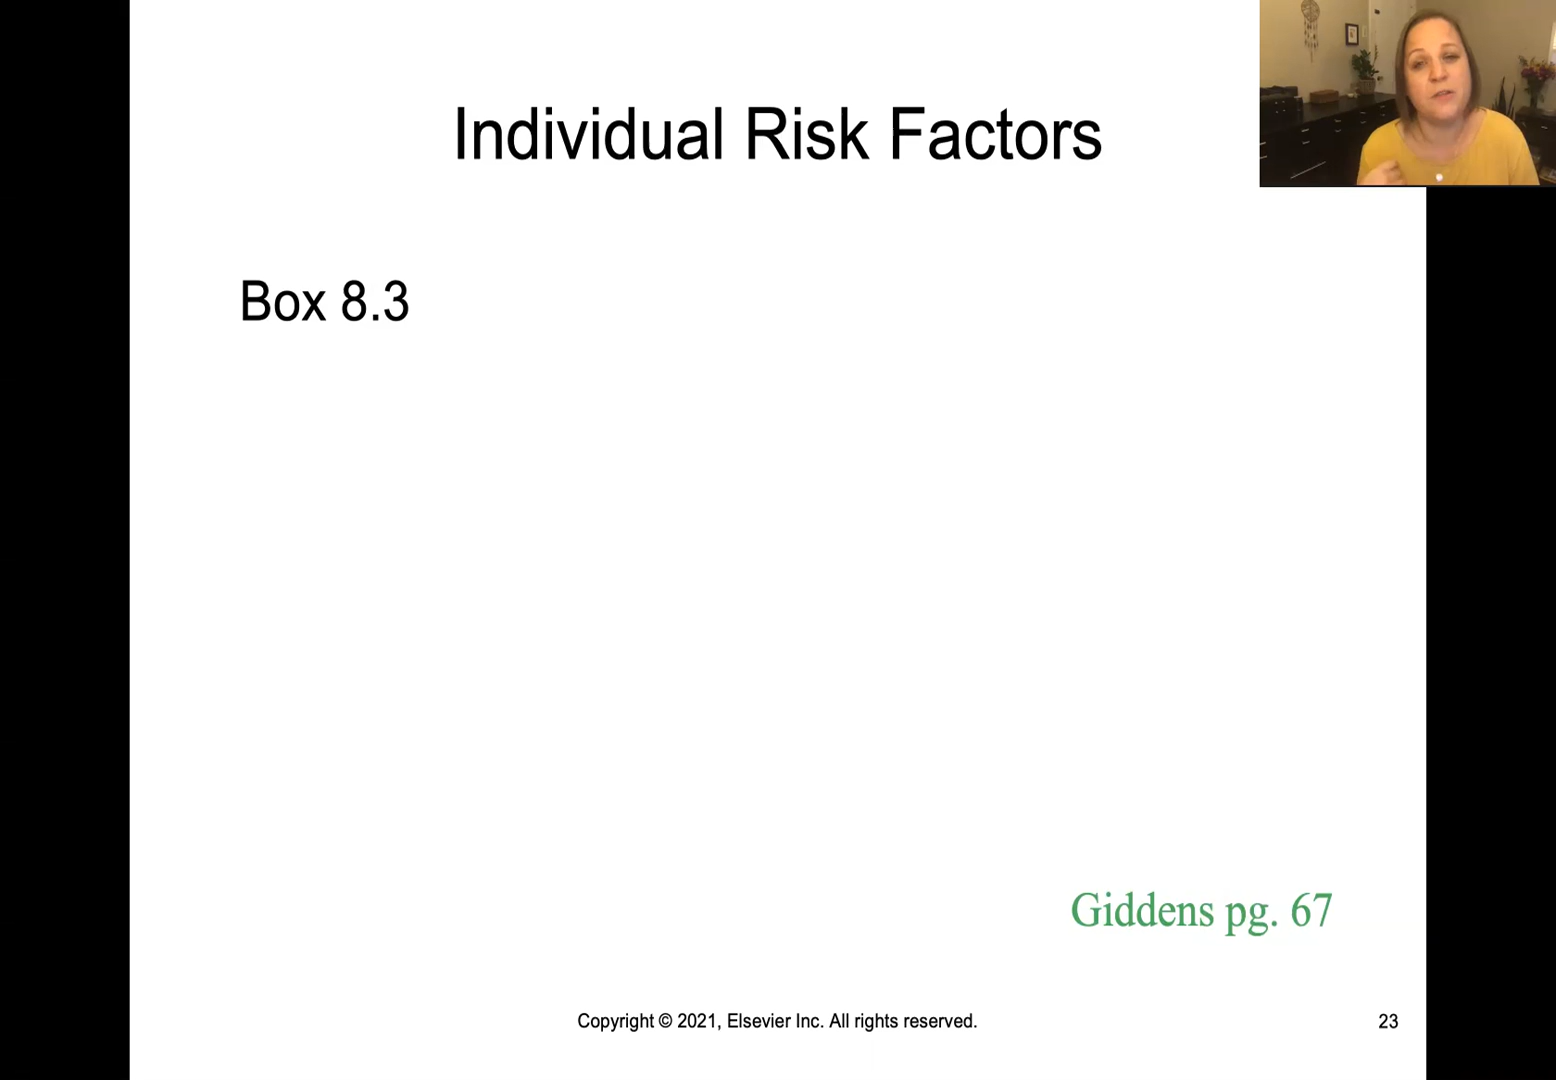 Individual Risk Factors
Box 8.3
Giddens pg. 67
Copyright © 2021, Elsevier Inc. All rights reserved.
23